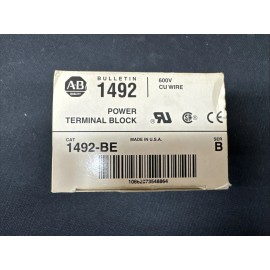 AB
BULLETIN
1492
600V
CU WIRE
POWER
TERMINAL BLOCK
CAT
MADE IN U.S.A.
SER
1492-BE
B